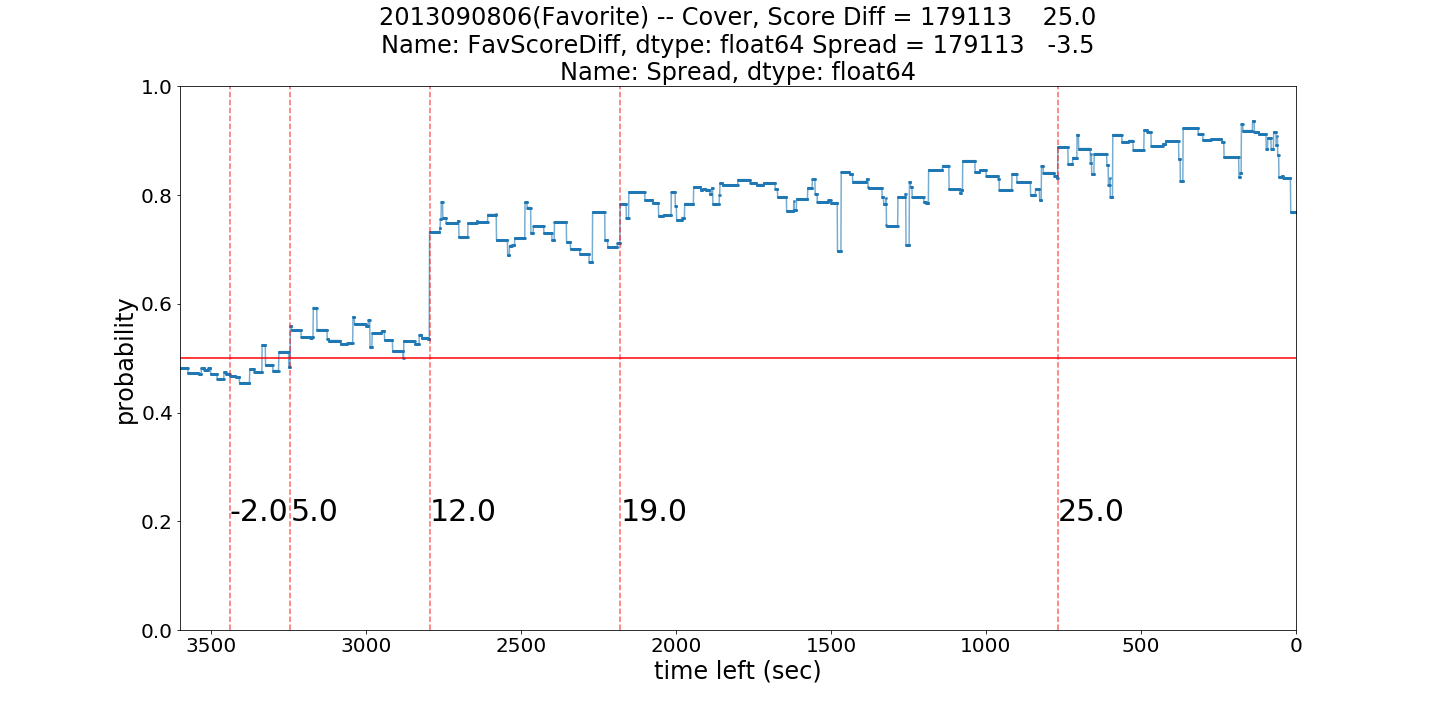 2013090806(Favorite) -- Cover, Score Diff = 179113    25.0
Name: FavScoreDiff, dtype: float64 Spread = 179113   -3.5
Name: Spread, dtype: float64
probability
1.0
0.8
0.6
0.4
0.2
0.0
-2.0 5.0 12.0 19.0 25.0
3500 3000 2500 2000 1500 1000 500 0
time left (sec)